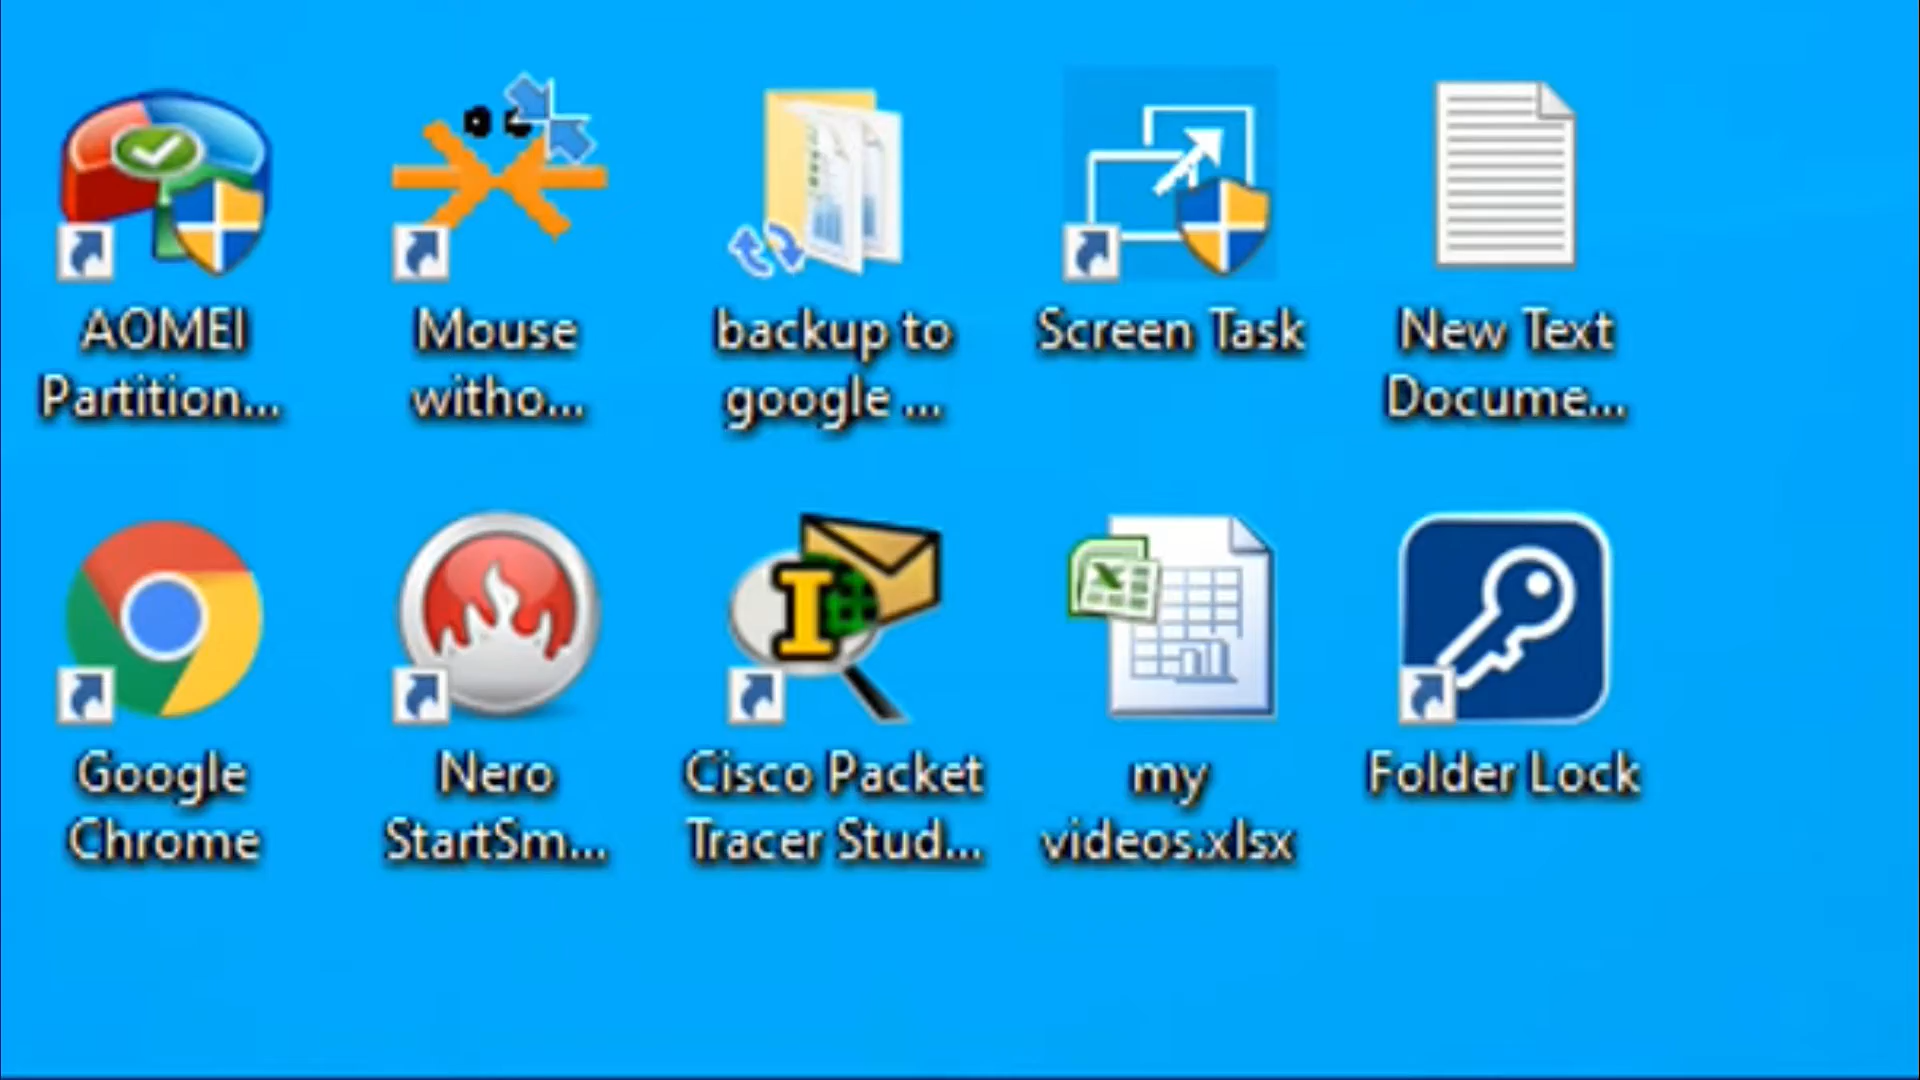 AOMEI
Partition...
Mouse
witho...
backup to
google ...
Screen Task
New Text
Docume...
Google
Chrome
Nero
StartSm...
Cisco Packet
Tracer Stud...
my
videos.xlsx
Folder Lock